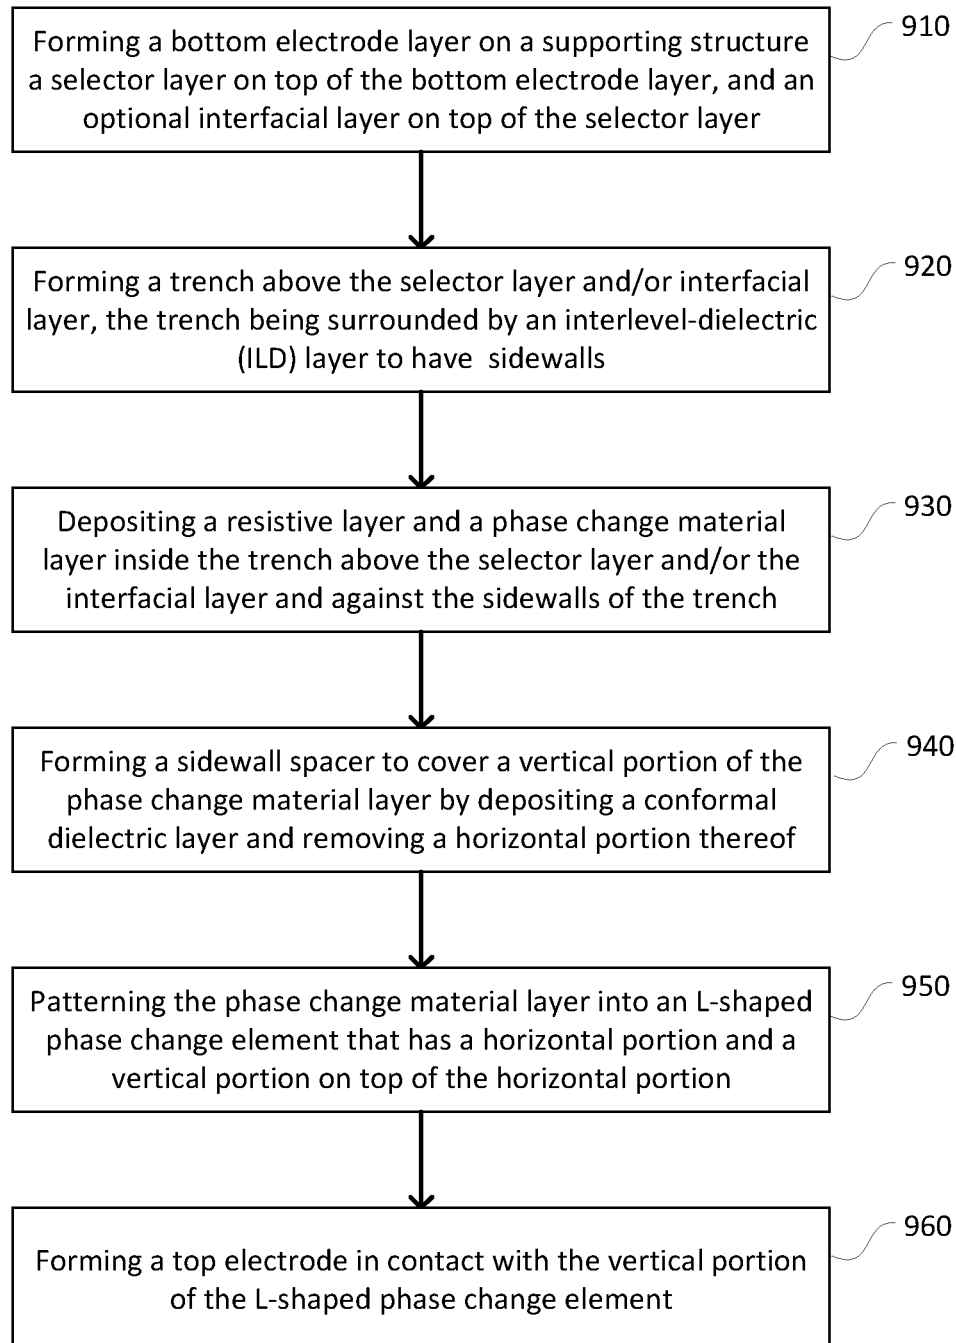 Forming a bottom electrode layer on a supporting structure
a selector layer on top of the bottom electrode layer, and an
optional interfacial layer on top of the selector layer
910
Forming a trench above the selector layer and/or interfacial
layer, the trench being surrounded by an interlevel-dielectric
(ILD) layer to have  sidewalls
920
Depositing a resistive layer and a phase change material
layer inside the trench above the selector layer and/or the
interfacial layer and against the sidewalls of the trench
930
Forming a sidewall spacer to cover a vertical portion of the
phase change material layer by depositing a conformal
dielectric layer and removing a horizontal portion thereof
940
Patterning the phase change material layer into an L-shaped
phase change element that has a horizontal portion and a
vertical portion on top of the horizontal portion
950
Forming a top electrode in contact with the vertical portion
of the L-shaped phase change element
960